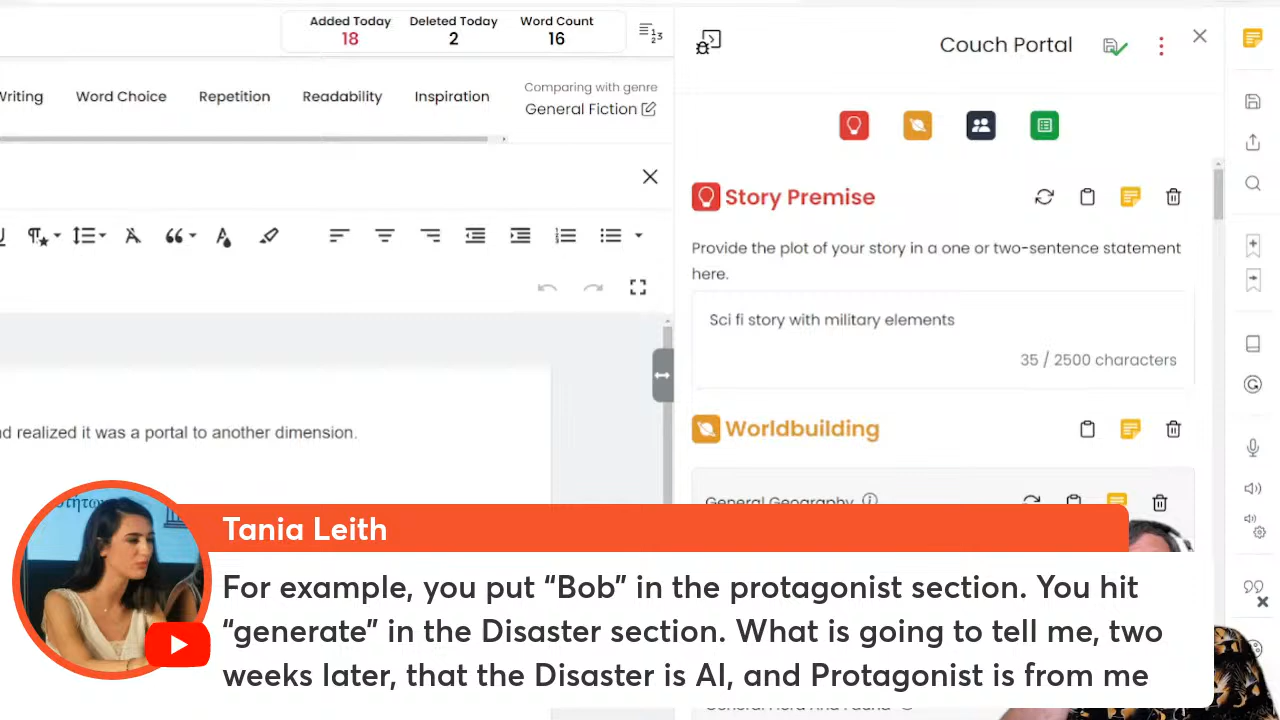 Added Today
Deleted Today
Word Count
18
2
16
Couch Portal
Writing
Word Choice
Repetition
Readability
Inspiration
Comparing with genre
General Fiction
Story Premise
Provide the plot of your story in a one or two-sentence statement
here.
Sci fi story with military elements
35 / 2500 characters
realized it was a portal to another dimension.
Worldbuilding
General Geography
Tania Leith
For example, you put “Bob” in the protagonist section. You hit
“generate” in the Disaster section. What is going to tell me, two
weeks later, that the Disaster is AI, and Protagonist is from me